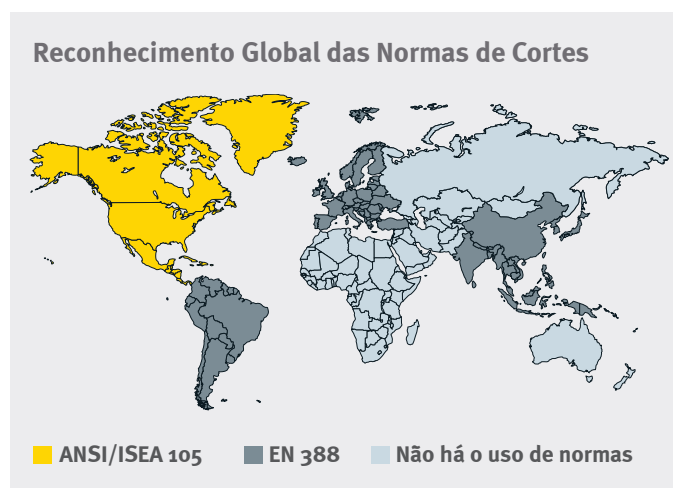 Reconhecimento Global das Normas de Cortes
ANSI/ISEA 105
EN 388
Não há o uso de normas